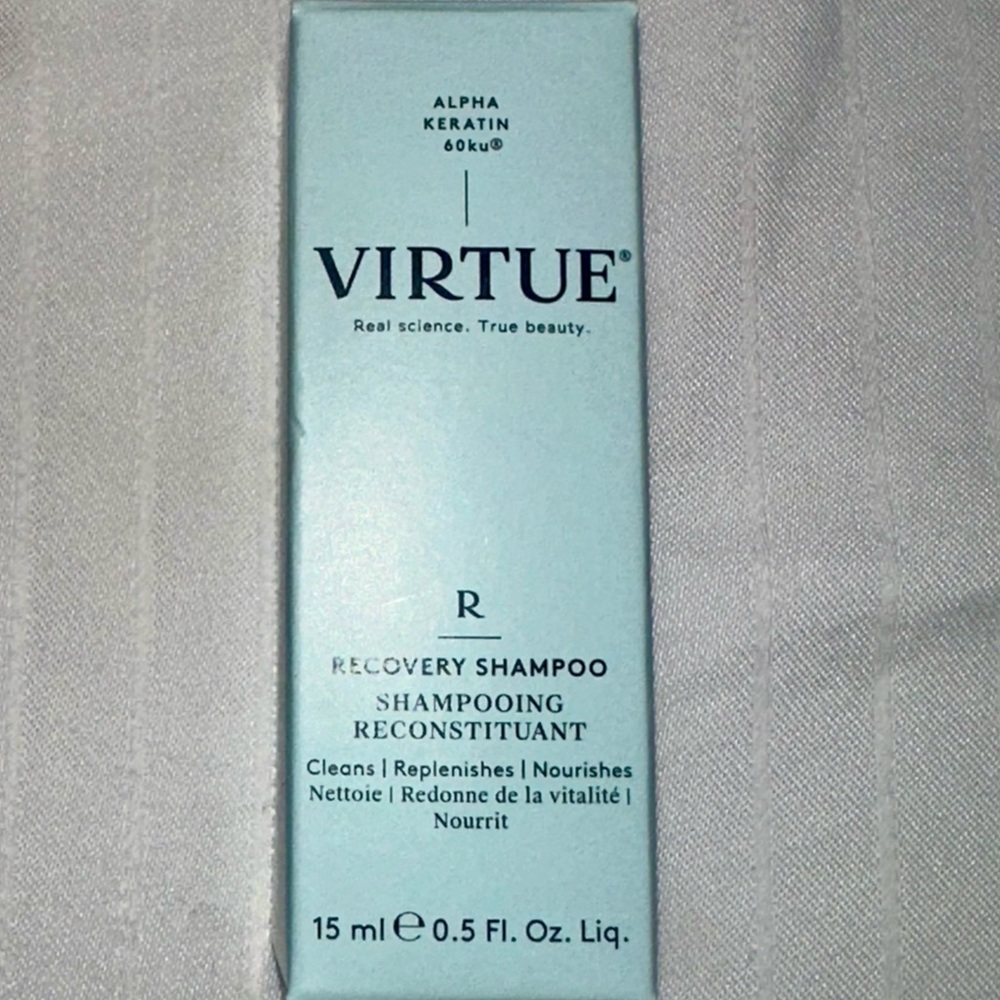 ALPHA
KERATIN
60ku®
VIRTUE®
Real science. True beauty.
R
RECOVERY SHAMPOO
SHAMPOOING
RECONSTITUANT
Cleans | Replenishes | Nourishes
Nettoie | Redonne de la vitalité |
Nourrit
15 ml ℮ 0.5 Fl. Oz. Liq.